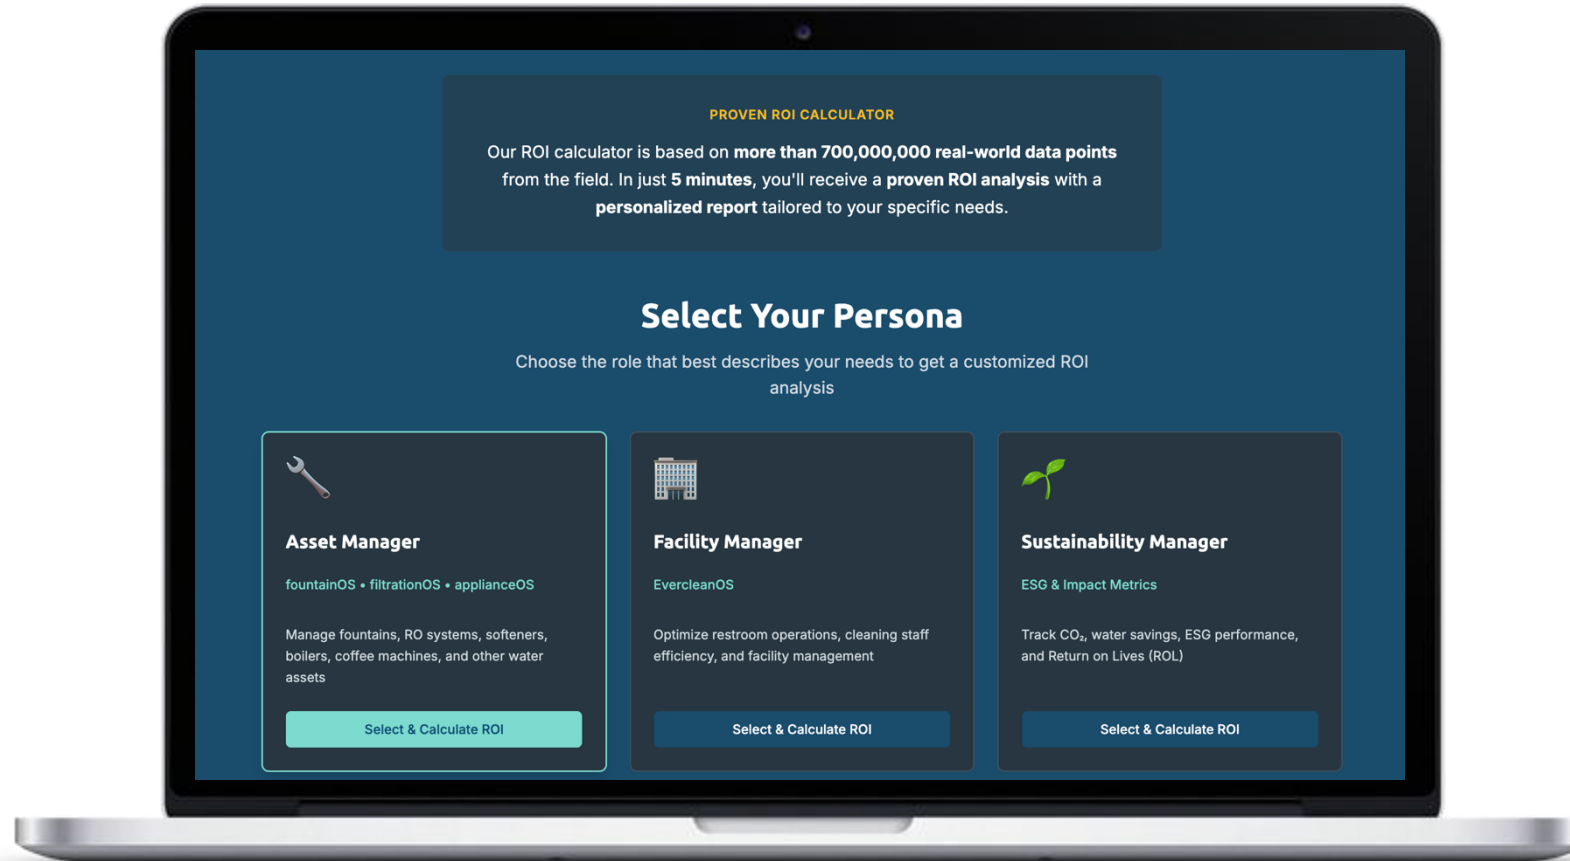 PROVEN ROI CALCULATOR
Our ROI calculator is based on more than 700,000,000 real-world data points
from the field. In just 5 minutes, you'll receive a proven ROI analysis with a
personalized report tailored to your specific needs.
Select Your Persona
Choose the role that best describes your needs to get a customized ROI
analysis
Asset Manager
fountainOS • filtrationOS • applianceOS
Manage fountains, RO systems, softeners,
boilers, coffee machines, and other water
assets
Select & Calculate ROI
Facility Manager
EvercleanOS
Optimize restroom operations, cleaning staff
efficiency, and facility management
Select & Calculate ROI
Sustainability Manager
ESG & Impact Metrics
Track CO₂, water savings, ESG performance,
and Return on Lives (ROL)
Select & Calculate ROI